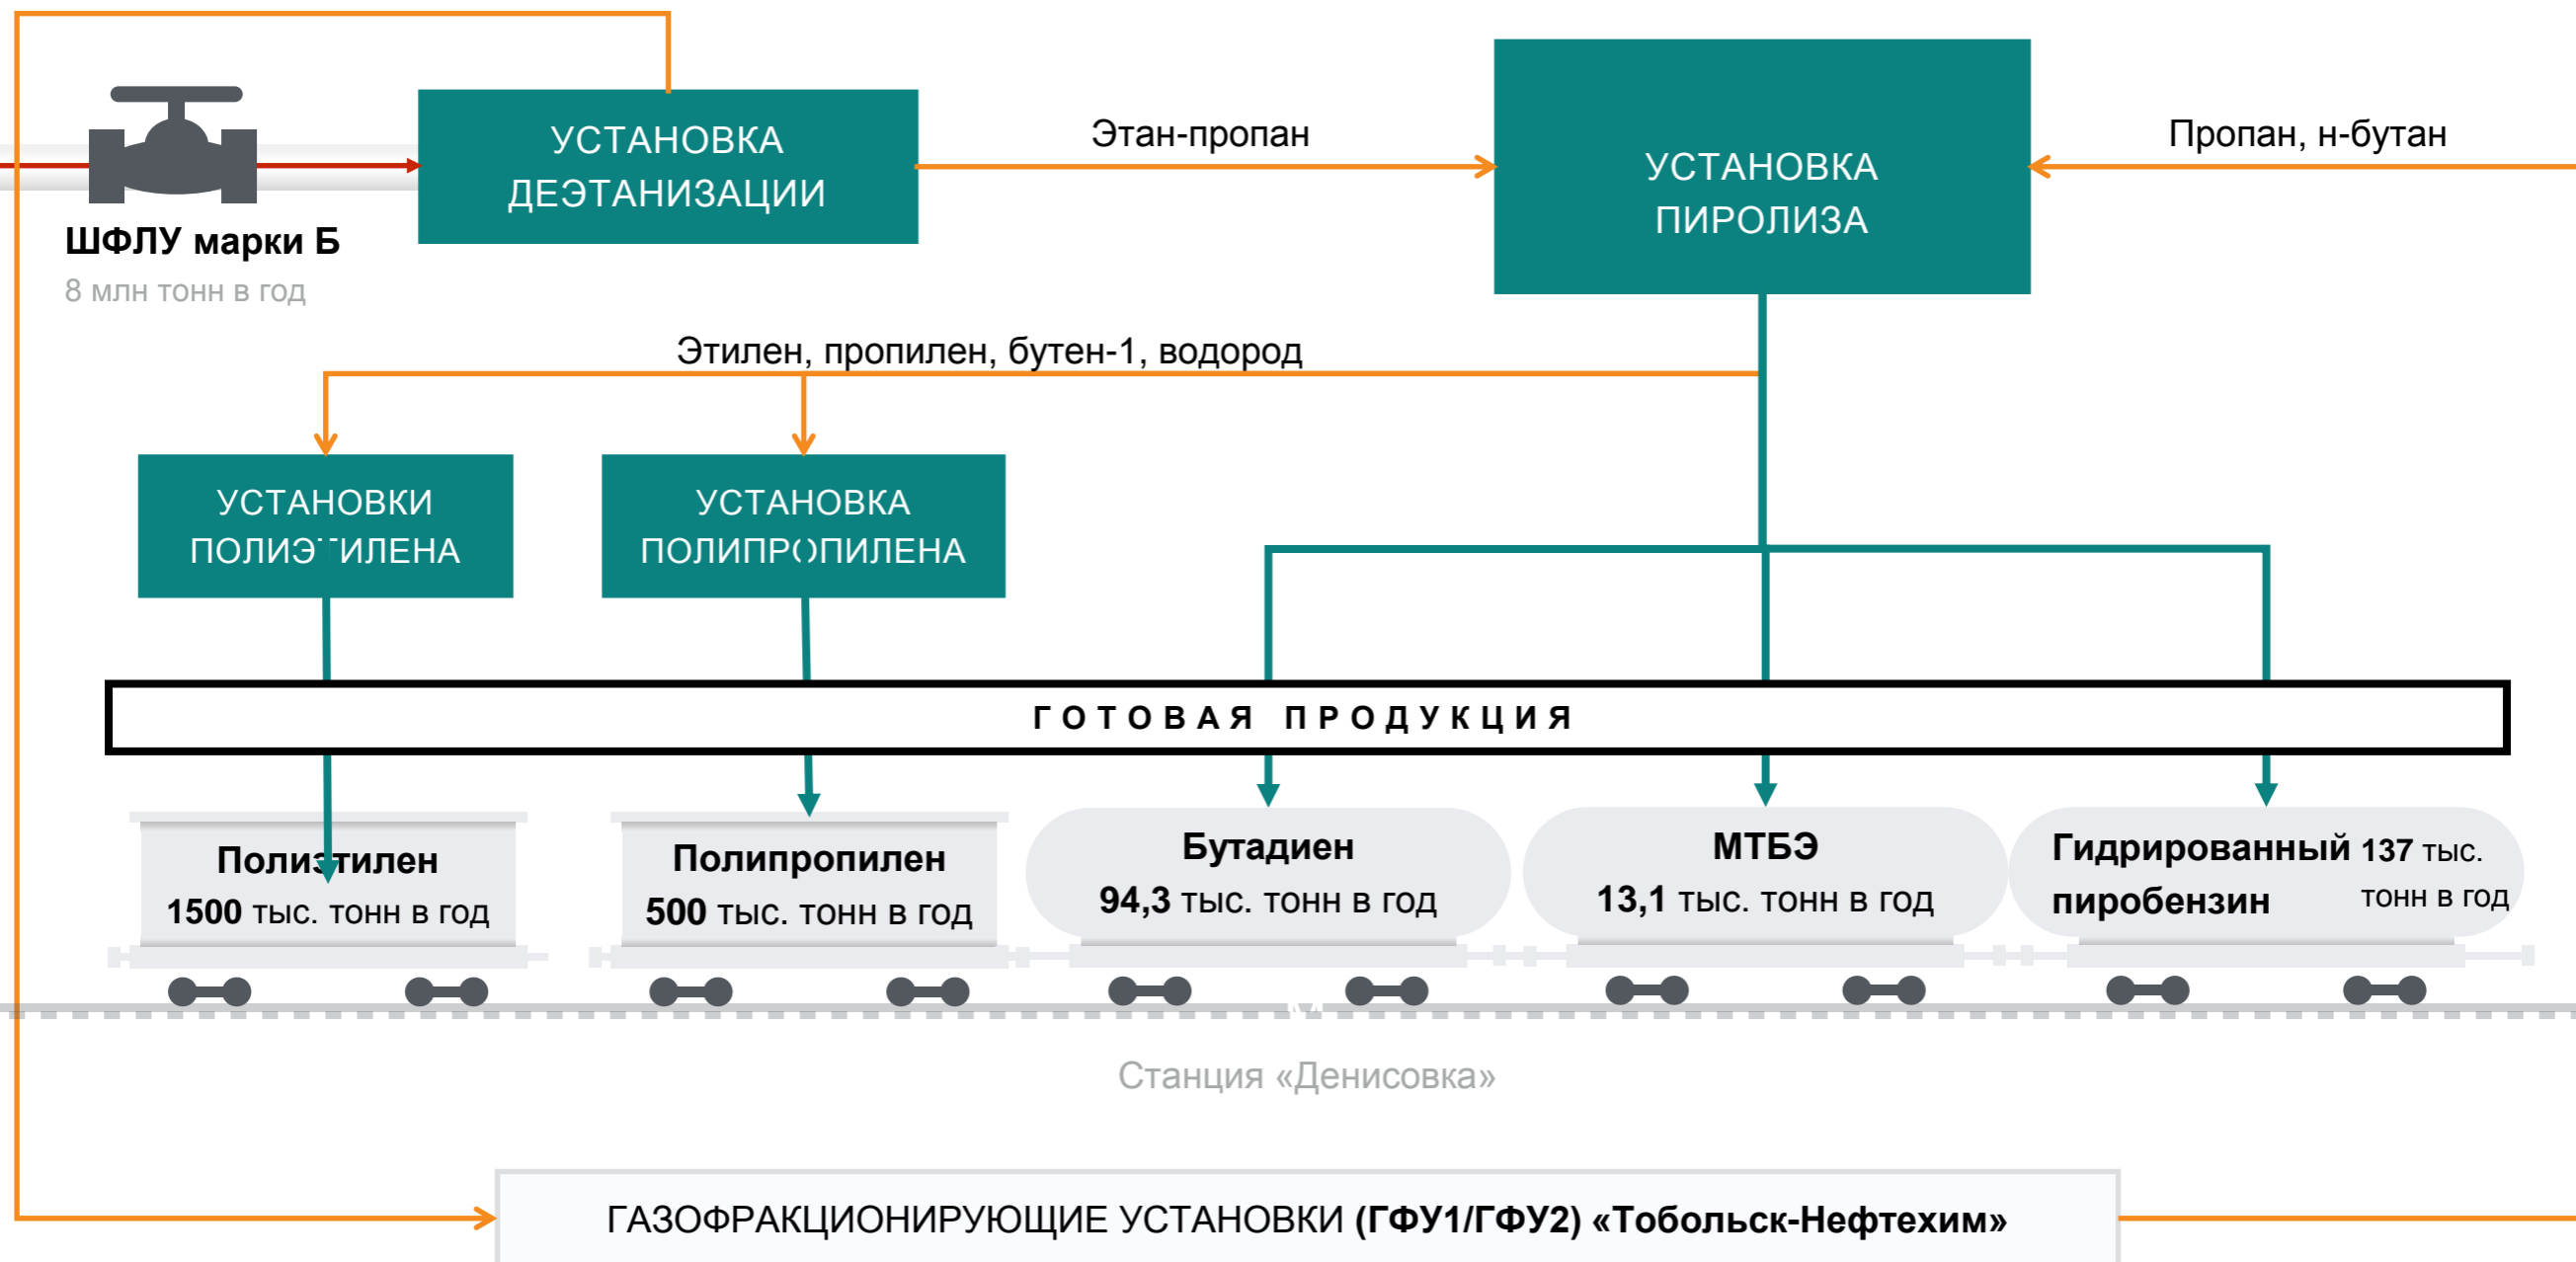 УСТАНОВКА
ДЕЭТАНИЗАЦИИ
Этан-пропан
УСТАНОВКА
ПИРОЛИЗА
Пропан, н-бутан
ШФЛУ марки Б
8 млн тонн в год
Этилен, пропилен, бутен-1, водород
УСТАНОВКИ
ПОЛИЭТИЛЕНА
УСТАНОВКА
ПОЛИПРОПИЛЕНА
ГОТОВАЯ ПРОДУКЦИЯ
Полиэтилен
1500 тыс. тонн в год
Полипропилен
500 тыс. тонн в год
Бутадиен
94,3 тыс. тонн в год
МТБЭ
13,1 тыс. тонн в год
Гидрированный 137 тыс.
пиробензин тонн в год
Станция «Денисовка»
ГАЗОФРАКЦИОНИРУЮЩИЕ УСТАНОВКИ (ГФУ1/ГФУ2) «Тобольск-Нефтехим»